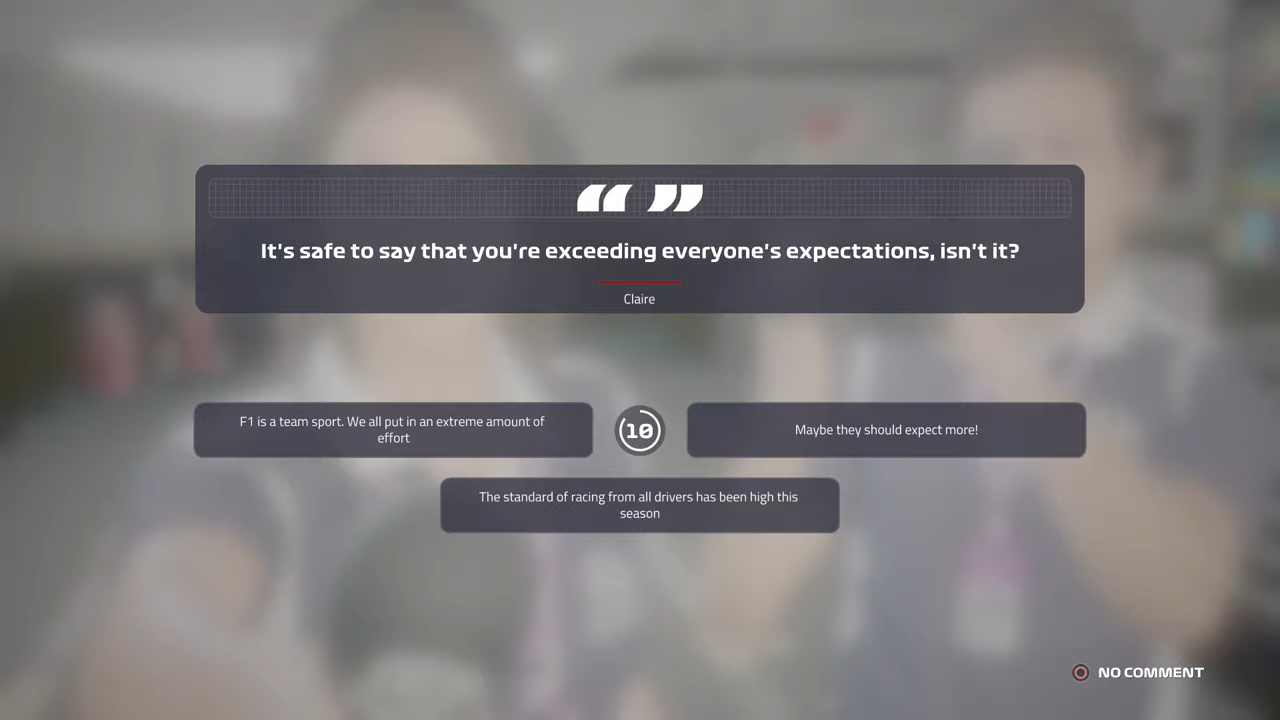 “ ”
It's safe to say that you're exceeding everyone's expectations, isn't it?
Claire
F1 is a team sport. We all put in an extreme amount of
effort
10
Maybe they should expect more!
The standard of racing from all drivers has been high this
season
NO COMMENT